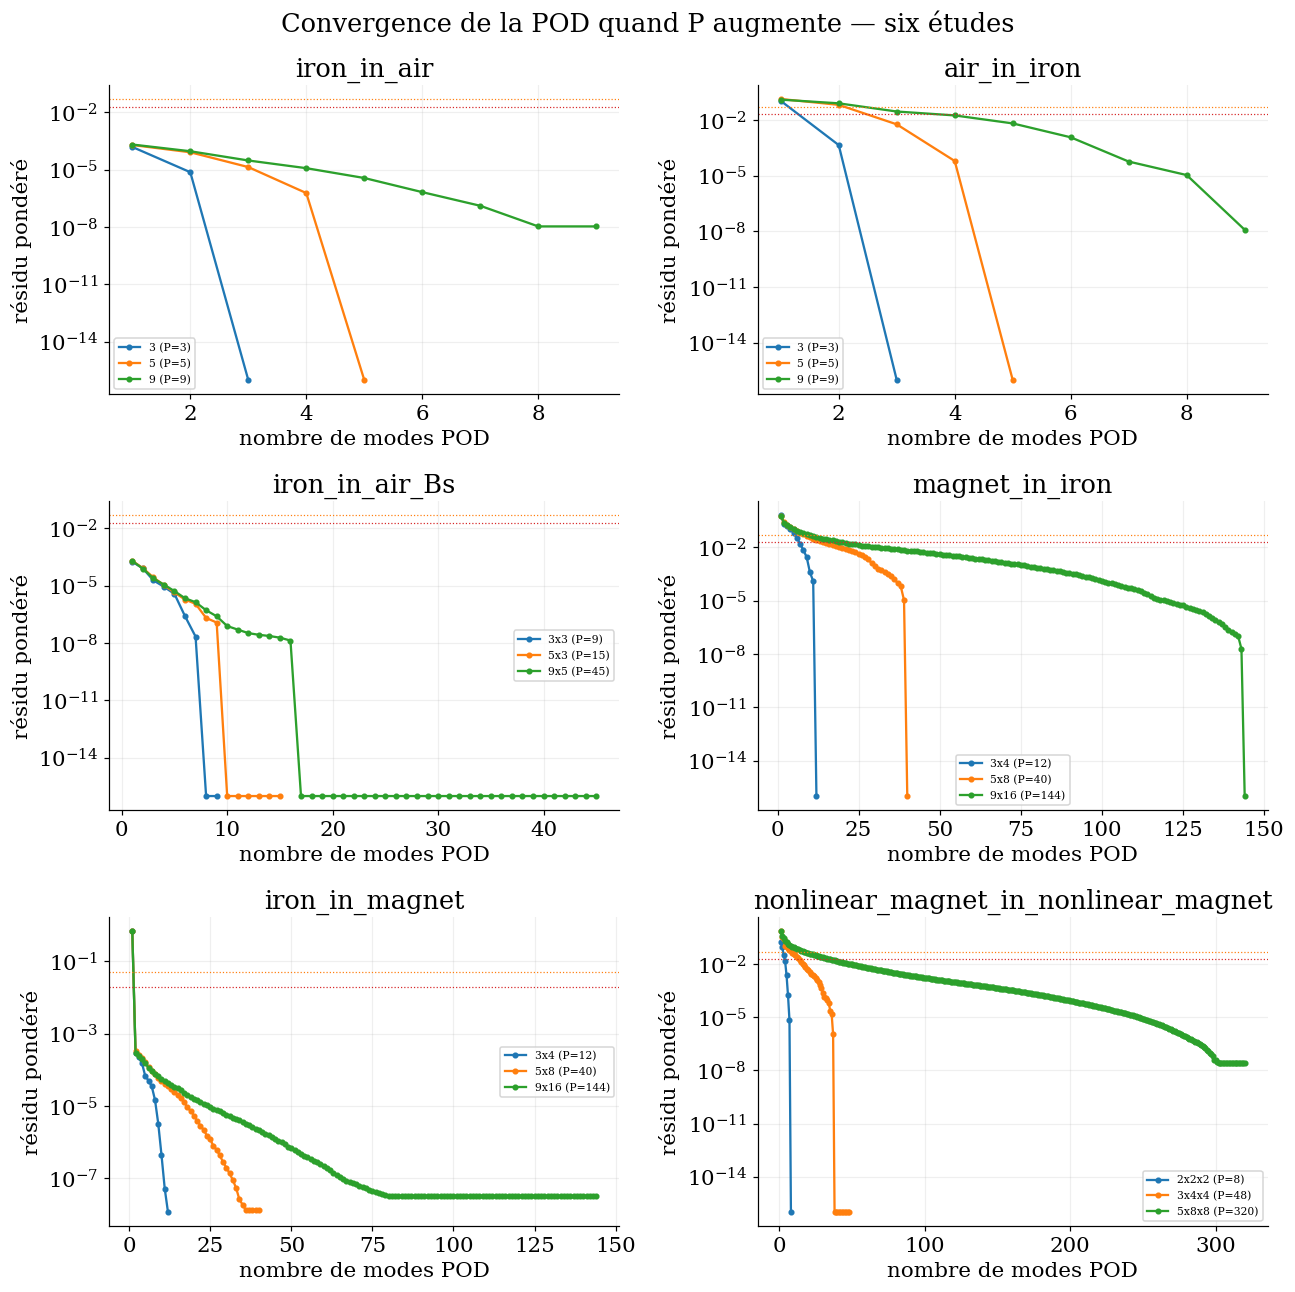 Convergence de la POD quand P augmente — six études
iron_in_air
résidu pondéré
10⁻²
10⁻⁵
10⁻⁸
10⁻¹¹
10⁻¹⁴
3 (P=3)
5 (P=5)
9 (P=9)
2 4 6 8
nombre de modes POD
air_in_iron
résidu pondéré
10⁻²
10⁻⁵
10⁻⁸
10⁻¹¹
10⁻¹⁴
3 (P=3)
5 (P=5)
9 (P=9)
2 4 6 8
nombre de modes POD
iron_in_air_Bs
résidu pondéré
10⁻²
10⁻⁵
10⁻⁸
10⁻¹¹
10⁻¹⁴
3x3 (P=9)
5x3 (P=15)
9x5 (P=45)
0 10 20 30 40
nombre de modes POD
magnet_in_iron
résidu pondéré
10⁻²
10⁻⁵
10⁻⁸
10⁻¹¹
10⁻¹⁴
3x4 (P=12)
5x8 (P=40)
9x16 (P=144)
0 25 50 75 100 125 150
nombre de modes POD
iron_in_magnet
résidu pondéré
10⁻¹
10⁻³
10⁻⁵
10⁻⁷
3x4 (P=12)
5x8 (P=40)
9x16 (P=144)
0 25 50 75 100 125 150
nombre de modes POD
nonlinear_magnet_in_nonlinear_magnet
résidu pondéré
10⁻²
10⁻⁵
10⁻⁸
10⁻¹¹
10⁻¹⁴
2x2x2 (P=8)
3x4x4 (P=48)
5x8x8 (P=320)
0 100 200 300
nombre de modes POD